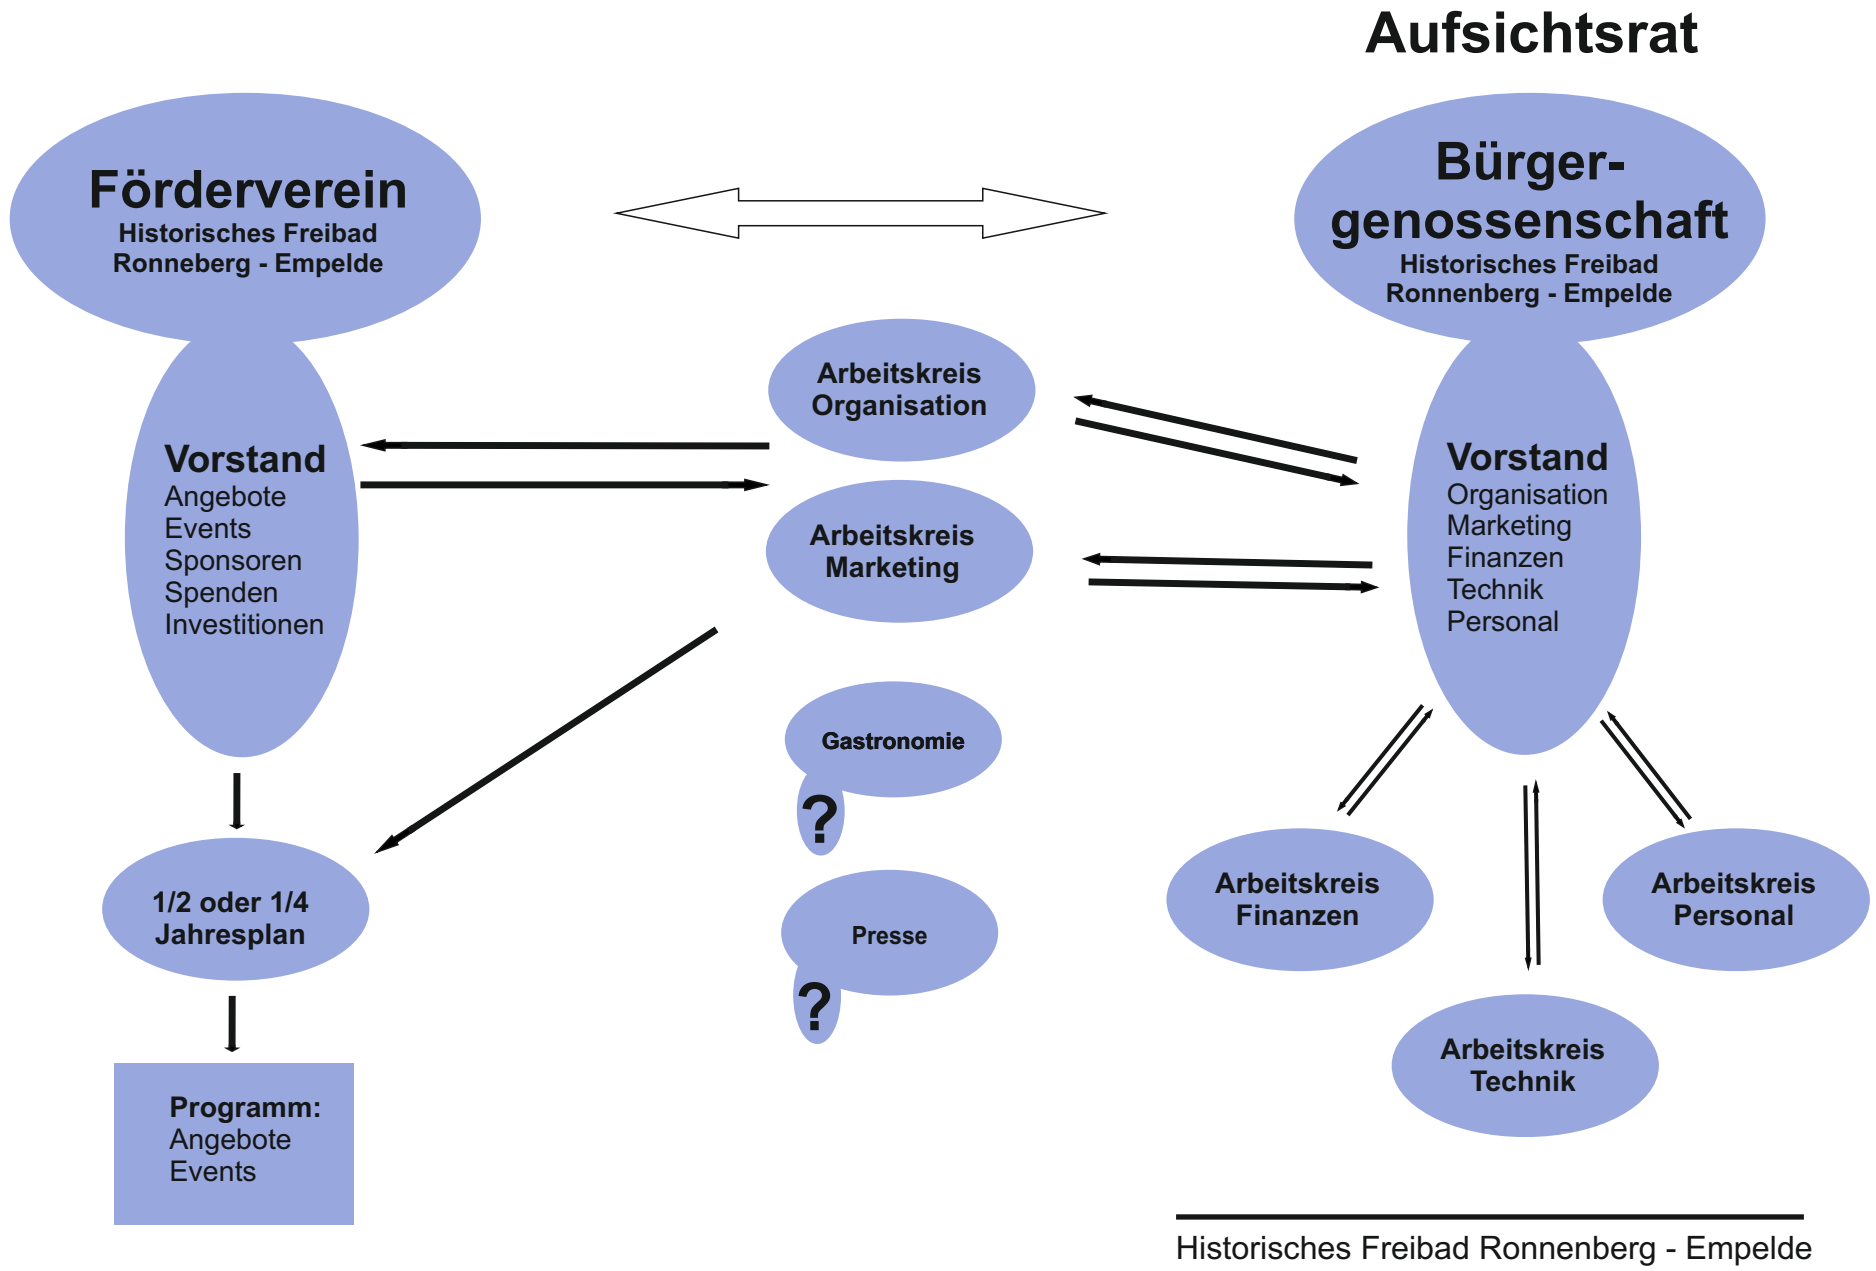 Aufsichtsrat
Förderverein
Historisches Freibad
Ronneberg - Empelde
Bürger-
genossenschaft
Historisches Freibad
Ronnenberg - Empelde
Vorstand
Angebote
Events
Sponsoren
Spenden
Investitionen
Arbeitskreis
Organisation
Arbeitskreis
Marketing
Vorstand
Organisation
Marketing
Finanzen
Technik
Personal
Gastronomie
?
Presse
?
1/2 oder 1/4
Jahresplan
Programm:
Angebote
Events
Arbeitskreis
Finanzen
Arbeitskreis
Personal
Arbeitskreis
Technik
Historisches Freibad Ronnenberg - Empelde